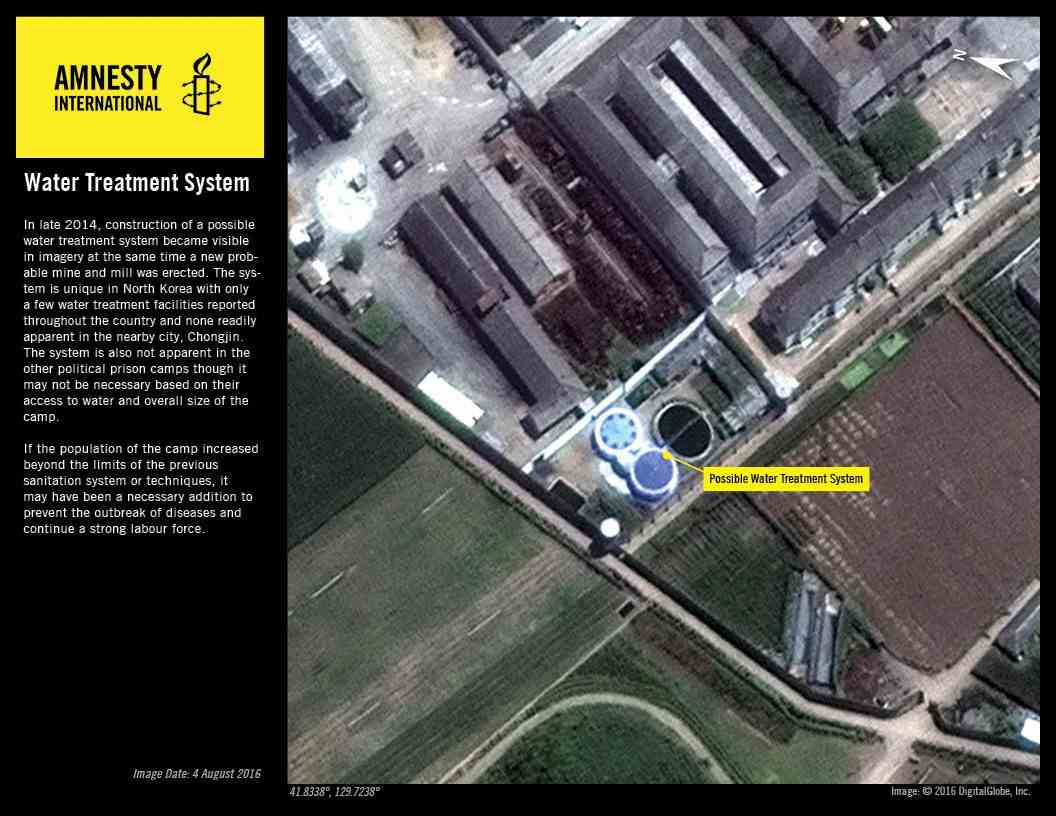 AMNESTY
INTERNATIONAL
Water Treatment System
In late 2014, construction of a possible
water treatment system became visible
in imagery at the same time a new prob-
able mine and mill was erected. The sys-
tem is unique in North Korea with only
a few water treatment facilities reported
throughout the country and none readily
apparent in the nearby city, Chongjin.
The system is also not apparent in the
other political prison camps though it
may not be necessary based on their
access to water and overall size of the
camp.
If the population of the camp increased
beyond the limits of the previous
sanitation system or techniques, it
may have been a necessary addition to
prevent the outbreak of diseases and
continue a strong labour force.
Image Date: 4 August 2016
N
Possible Water Treatment System
41.8338°, 129.7238°
Image: © 2016 DigitalGlobe, Inc.